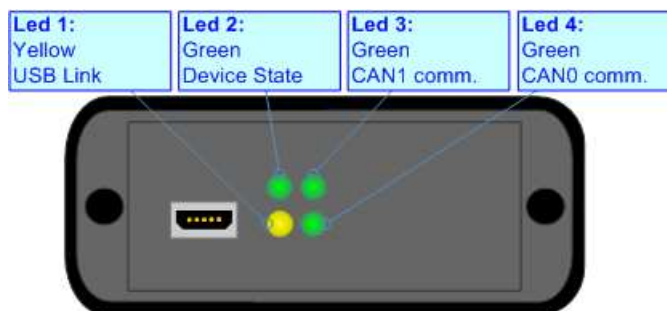 Led 1:
Yellow
USB Link
Led 2:
Green
Device State
Led 3:
Green
CAN1 comm.
Led 4:
Green
CAN0 comm.